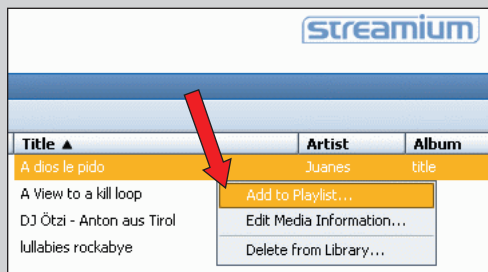 streamium
Title ▲ Artist Album
A dios le pido Juanes title
A View to a kill loop Add to Playlist...
DJ Ötzi - Anton aus Tirol Edit Media Information...
lullabies rockabye Delete from Library...